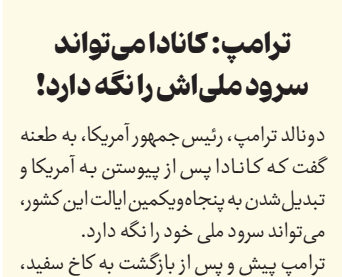 ترامپ: کانادا می‌تواند
سرود ملی‌اش را نگه دارد!
دونالد ترامپ، رئیس جمهور آمریکا، به طعنه
گفت که کانادا پس از پیوستن به آمریکا و
تبدیل‌شدن به پنجاه‌ویکمین ایالت این کشور،
می‌تواند سرود ملی خود را نگه دارد.
ترامپ پیش و پس از بازگشت به کاخ سفید،